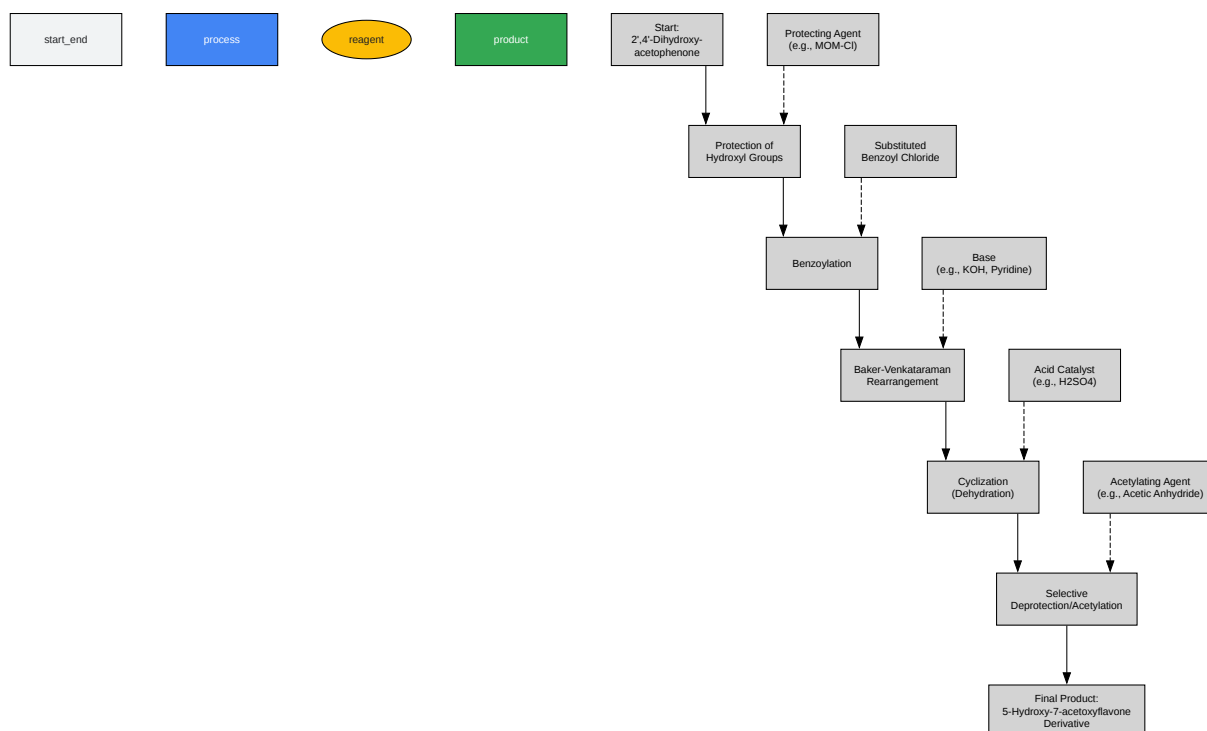 start_end
process
reagent
product
Start:
2',4'-Dihydroxy-
acetophenone
Protecting Agent
(e.g., MOM-Cl)
Protection of
Hydroxyl Groups
Substituted
Benzoyl Chloride
Benzoylation
Base
(e.g., KOH, Pyridine)
Baker-Venkataraman
Rearrangement
Acid Catalyst
(e.g., H2SO4)
Cyclization
(Dehydration)
Acetylating Agent
(e.g., Acetic Anhydride)
Selective
Deprotection/Acetylation
Final Product:
5-Hydroxy-7-acetoxyflavone
Derivative